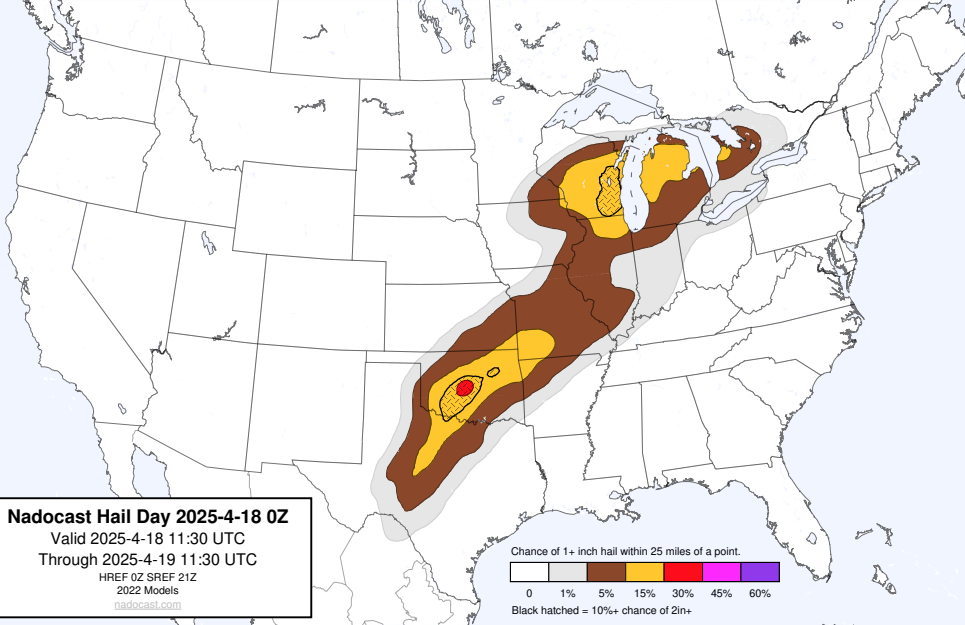 Nadocast Hail Day 2025-4-18 0Z
Valid 2025-4-18 11:30 UTC
Through 2025-4-19 11:30 UTC
HREF 0Z SREF 21Z
2022 Models
nadocast.com
Chance of 1+ inch hail within 25 miles of a point.
0 1% 5% 15% 30% 45% 60%
Black hatched = 10%+ chance of 2in+